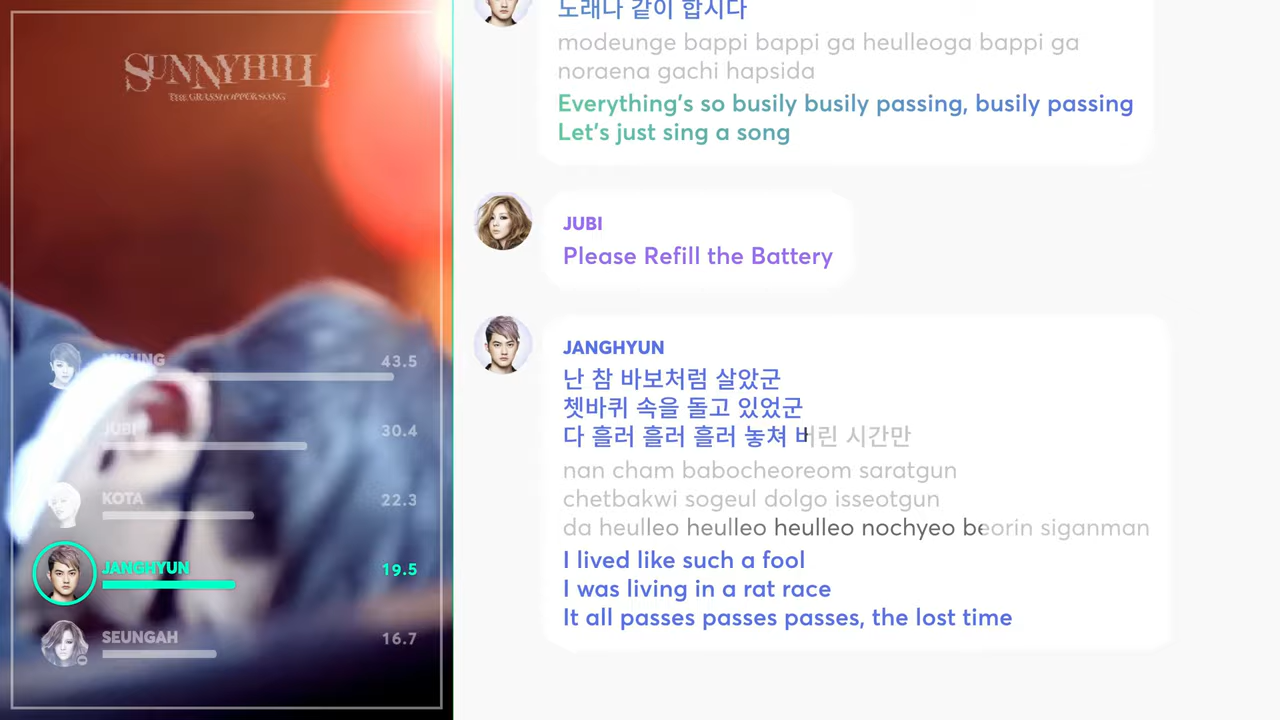 SUNNYHILL
THE GRASSHOPPER SONG
MISUNG
43.5
JUBI
30.4
KOTA
22.3
JANGHYUN
19.5
SEUNGAH
16.7
노래나 같이 합시다
modeunge bappi bappi ga heulleoga bappi ga
noraena gachi hapsida
Everything's so busily busily passing, busily passing
Let's just sing a song
JUBI
Please Refill the Battery
JANGHYUN
난 참 바보처럼 살았군
쳇바퀴 속을 돌고 있었군
다 흘러 흘러 흘러 놓쳐 버린 시간만
nan cham babocheoreom saratgun
chetbakwi sogeul dolgo isseotgun
da heulleo heulleo heulleo nochyeo beorin siganman
I lived like such a fool
I was living in a rat race
It all passes passes passes, the lost time